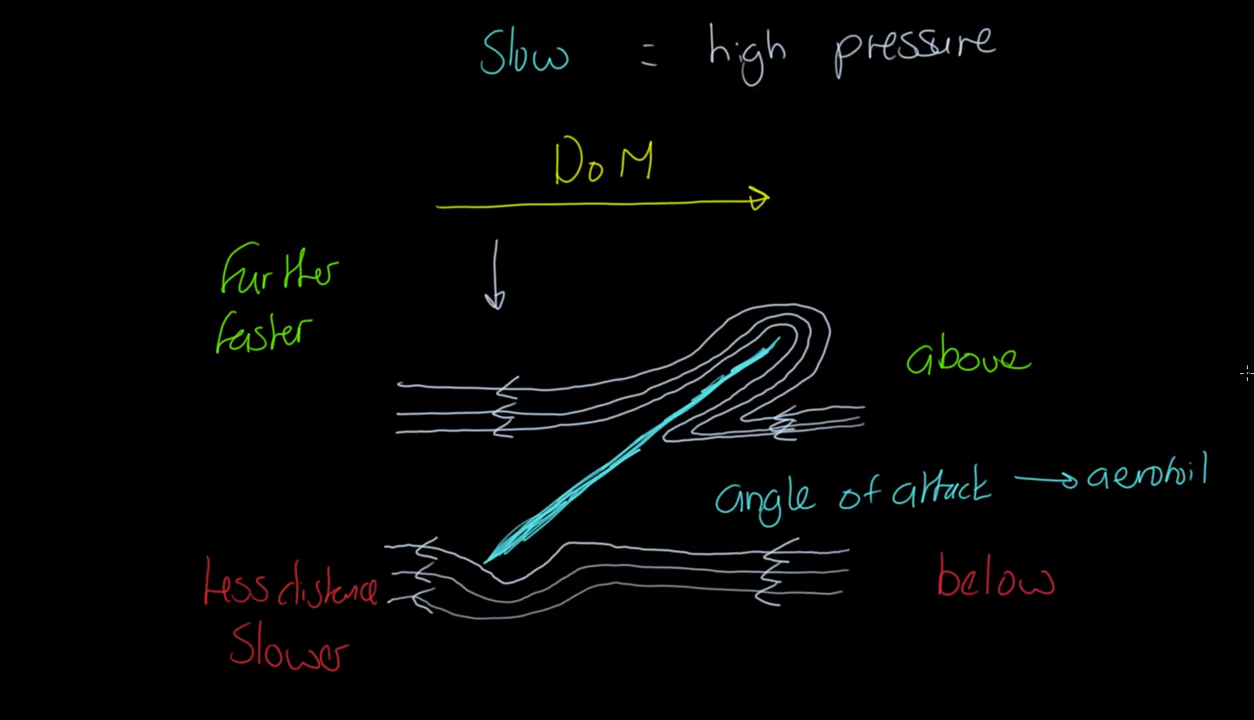 Slow = high pressure
DoM
Further
faster
above
angle of attack → aerofoil
Less distance
Slower
below